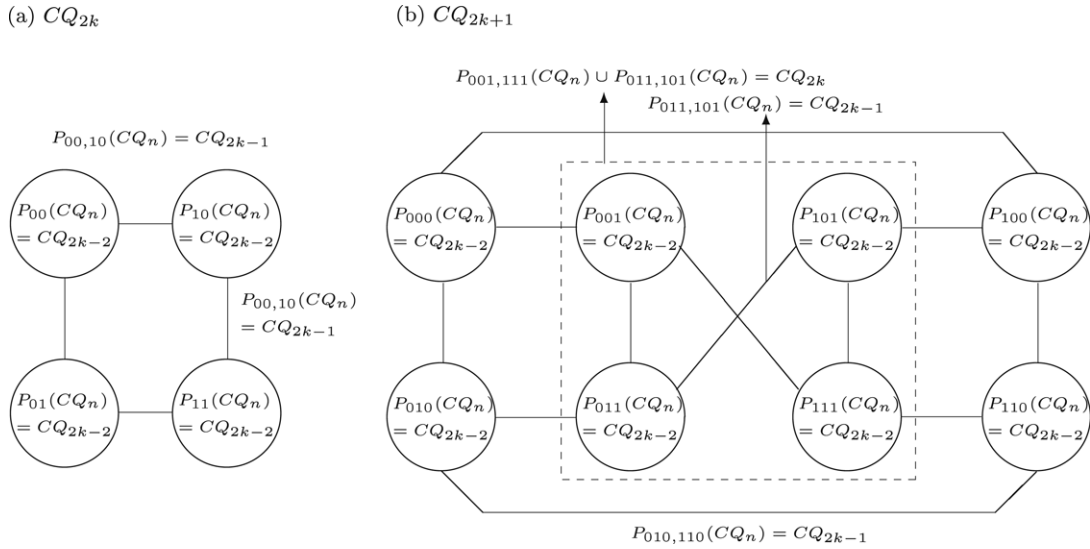 (a) CQ_{2k}
(b) CQ_{2k+1}
P_{001,111}(CQ_n) ∪ P_{011,101}(CQ_n) = CQ_{2k}
P_{011,101}(CQ_n) = CQ_{2k−1}
P_{00,10}(CQ_n) = CQ_{2k−1}
P_{00}(CQ_n)
= CQ_{2k−2}
P_{10}(CQ_n)
= CQ_{2k−2}
P_{00,10}(CQ_n)
= CQ_{2k−1}
P_{01}(CQ_n)
= CQ_{2k−2}
P_{11}(CQ_n)
= CQ_{2k−2}
P_{000}(CQ_n)
= CQ_{2k−2}
P_{001}(CQ_n)
= CQ_{2k−2}
P_{101}(CQ_n)
= CQ_{2k−2}
P_{100}(CQ_n)
= CQ_{2k−2}
P_{010}(CQ_n)
= CQ_{2k−2}
P_{011}(CQ_n)
= CQ_{2k−2}
P_{111}(CQ_n)
= CQ_{2k−2}
P_{110}(CQ_n)
= CQ_{2k−2}
P_{010,110}(CQ_n) = CQ_{2k−1}